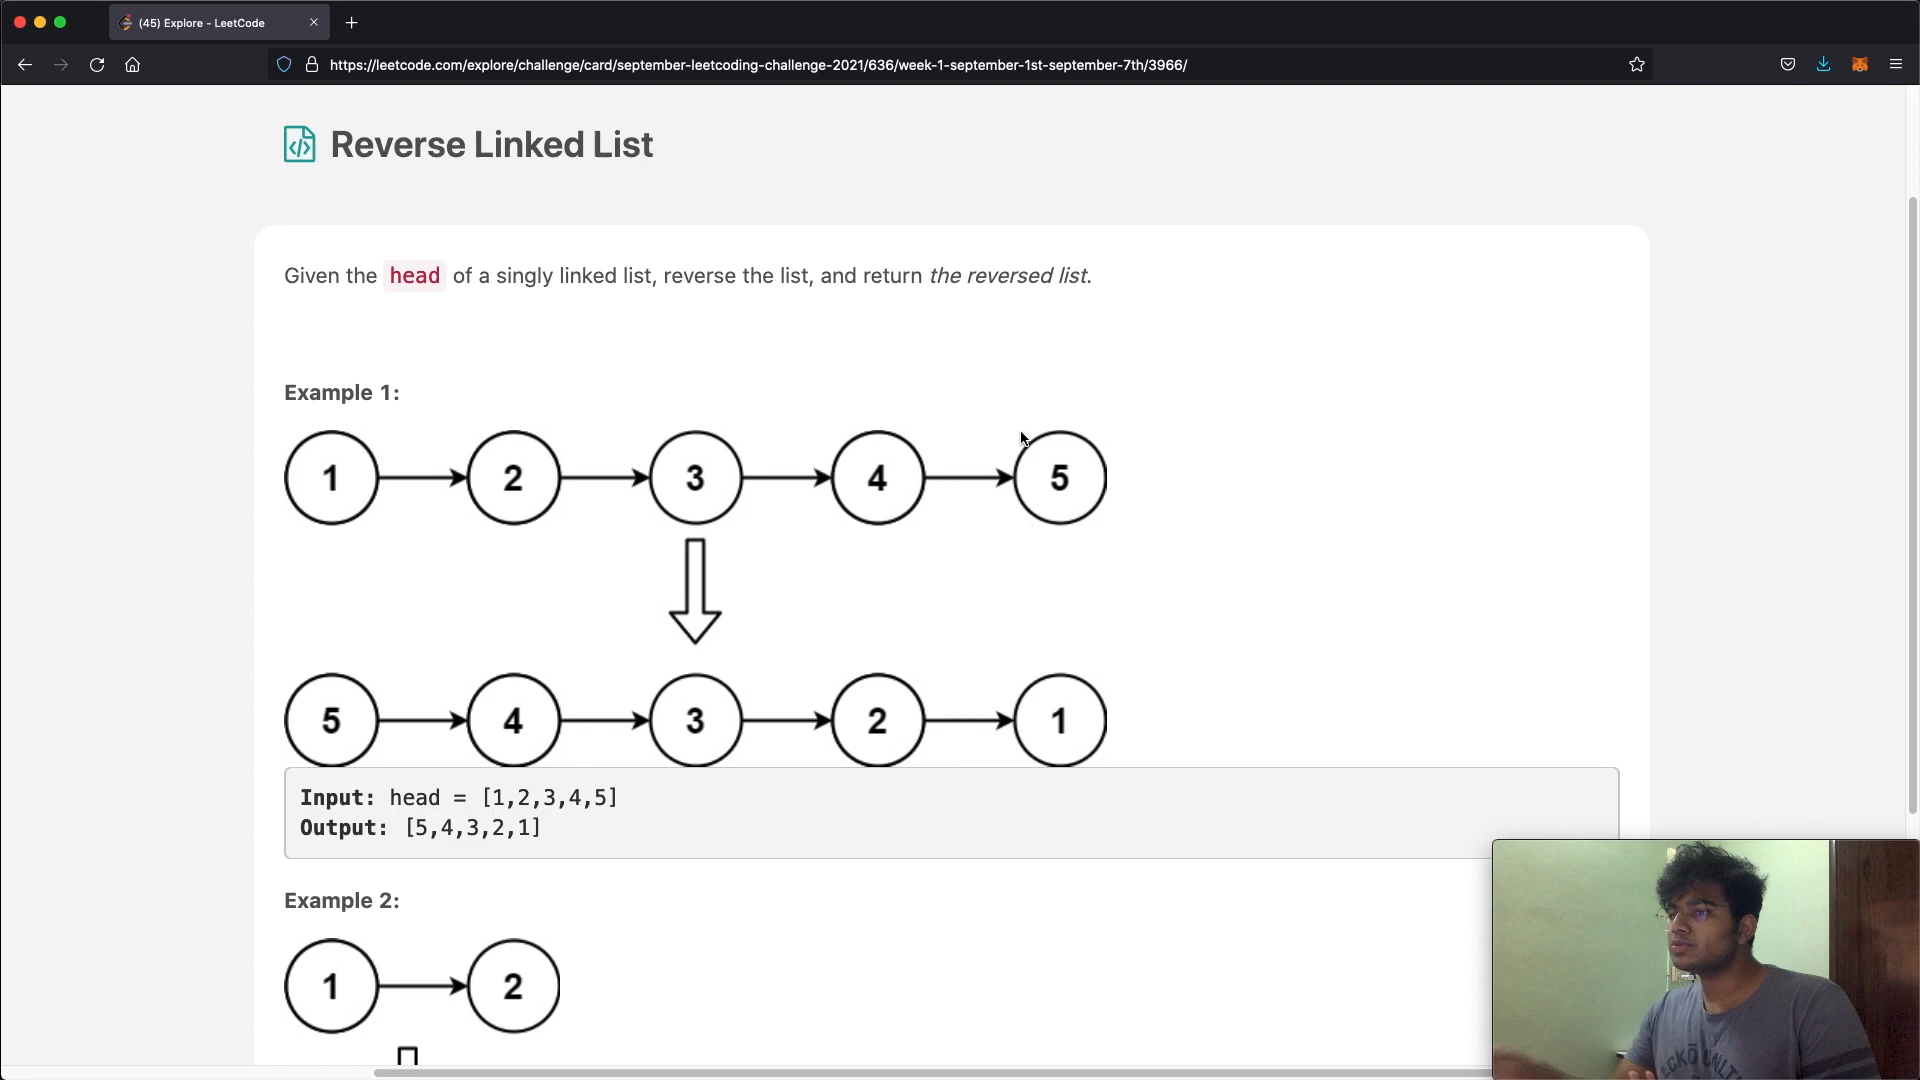 (45) Explore - LeetCode
https://leetcode.com/explore/challenge/card/september-leetcoding-challenge-2021/636/week-1-september-1st-september-7th/3966/
</> Reverse Linked List
Given the head of a singly linked list, reverse the list, and return the reversed list.
Example 1:
1 2 3 4 5
5 4 3 2 1
Input: head = [1,2,3,4,5]
Output: [5,4,3,2,1]
Example 2:
1 2